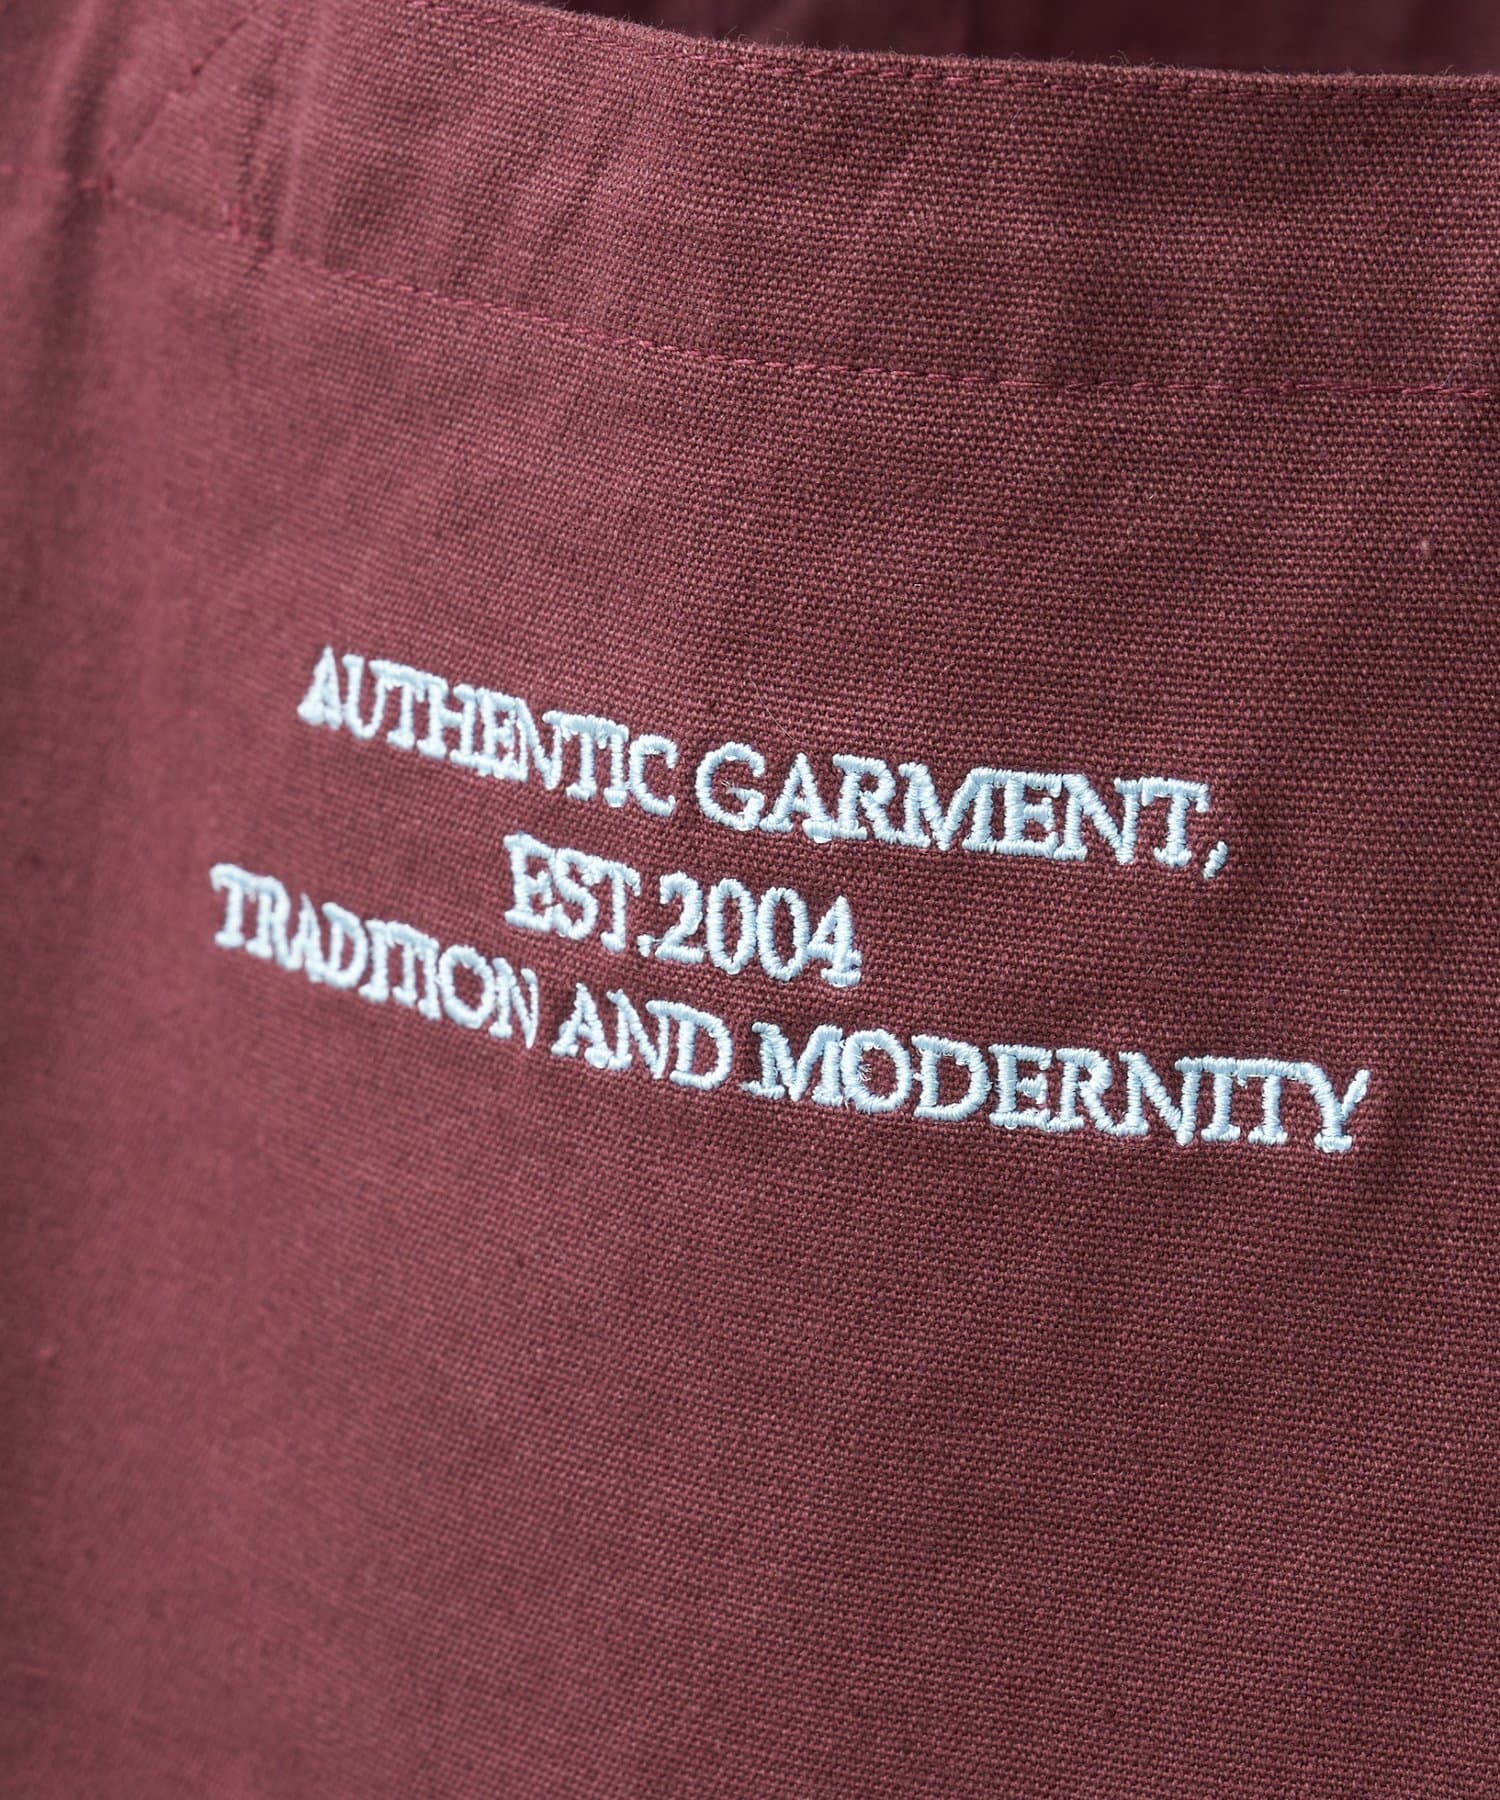 AUTHENTIC GARMENT,
EST.2004
TRADITION AND MODERNITY